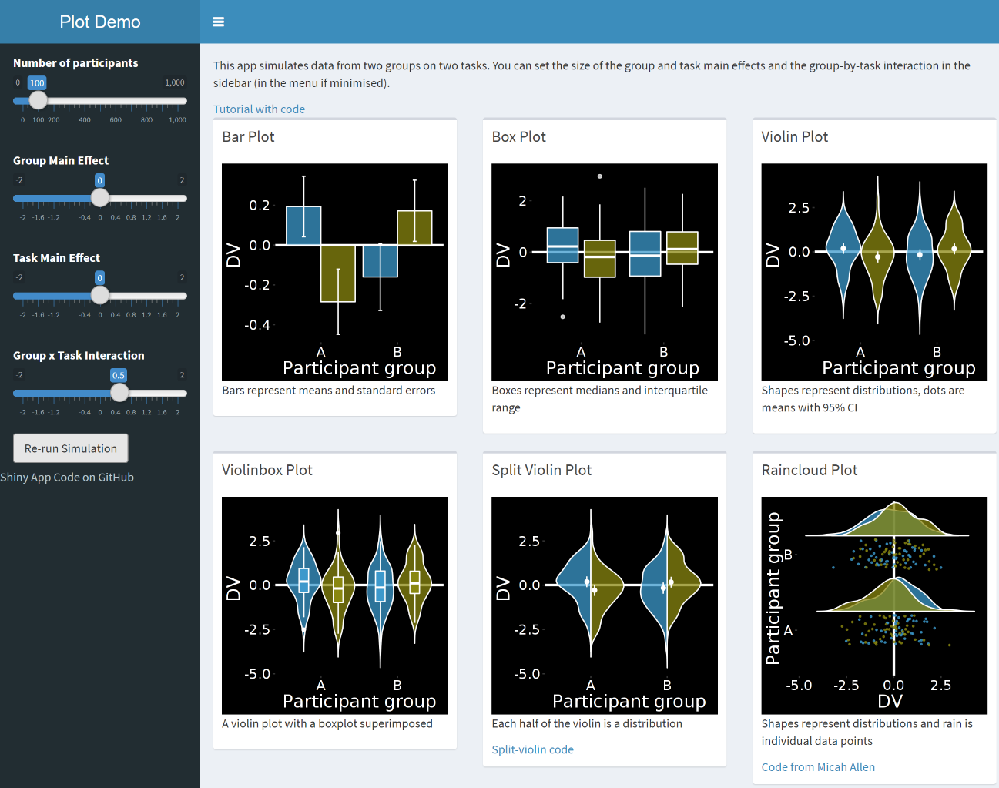 Plot Demo
Number of participants
0 100 1,000
0 100 200 400 600 800 1,000
Group Main Effect
-2 0 2
-2 -1.6 -1.2 -0.4 0 0.4 0.8 1.2 1.6 2
Task Main Effect
-2 0 2
-2 -1.6 -1.2 -0.4 0 0.4 0.8 1.2 1.6 2
Group x Task Interaction
-2 0.5 2
-2 -1.6 -1.2 -0.4 0 0.4 0.8 1.2 1.6 2
Re-run Simulation
Shiny App Code on GitHub
This app simulates data from two groups on two tasks. You can set the size of the group and task main effects and the group-by-task interaction in the
sidebar (in the menu if minimised).
Tutorial with code
Bar Plot
DV
0.2
0.0
-0.2
-0.4
A B
Participant group
Bars represent means and standard errors
Box Plot
DV
2
0
-2
A B
Participant group
Boxes represent medians and interquartile
range
Violin Plot
DV
2.5
0.0
-2.5
-5.0
A B
Participant group
Shapes represent distributions, dots are
means with 95% CI
Violinbox Plot
DV
2.5
0.0
-2.5
-5.0
A B
Participant group
A violin plot with a boxplot superimposed
Split Violin Plot
DV
2.5
0.0
-2.5
-5.0
A B
Participant group
Each half of the violin is a distribution
Split-violin code
Raincloud Plot
Participant group
B
A
-5.0 -2.5 0.0 2.5
DV
Shapes represent distributions and rain is
individual data points
Code from Micah Allen